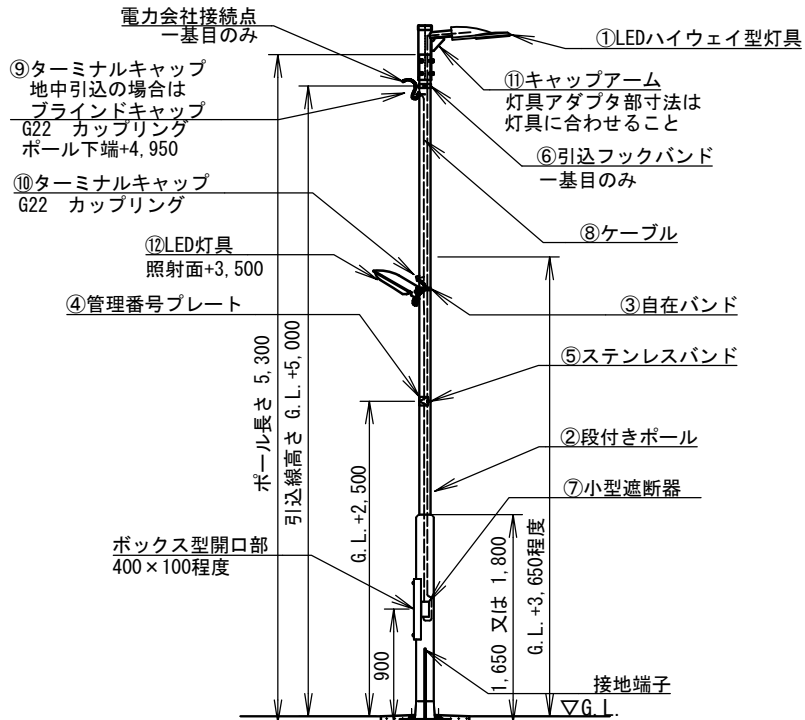 電力会社接続点
一基目のみ
①LEDハイウェイ型灯具
⑨ターミナルキャップ
地中引込の場合は
ブラインドキャップ
G22 カップリング
ポール下端+4,950
⑪キャップアーム
灯具アダプタ部寸法は
灯具に合わせること
⑥引込フックバンド
一基目のみ
⑩ターミナルキャップ
G22 カップリング
⑧ケーブル
⑫LED灯具
照射面+3,500
③自在バンド
④管理番号プレート
⑤ステンレスバンド
ポール長さ 5,300
引込線高さ G.L.+5,000
G.L.+2,500
②段付きポール
⑦小型遮断器
ボックス型開口部
400×100程度
900
1,650 又は 1,800
G.L.+3,650程度
接地端子
▽G.L.